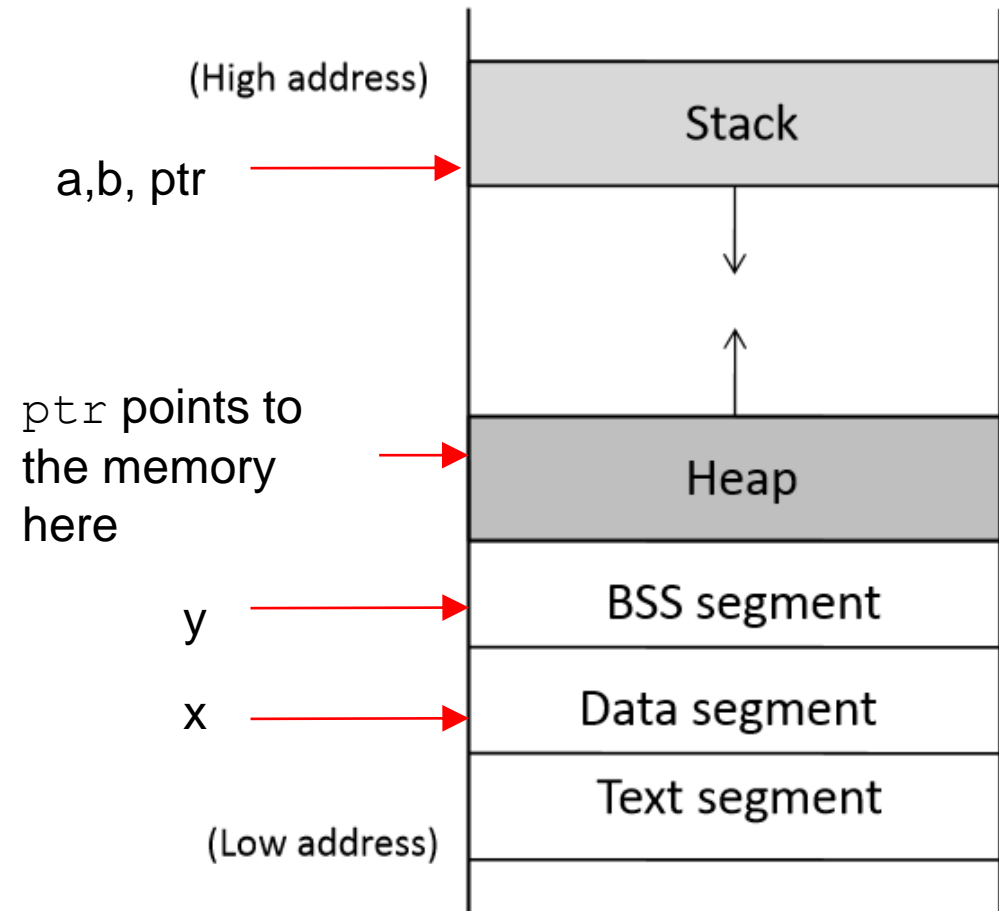 (High address)
Stack
a,b, ptr
ptr points to
the memory
here
Heap
BSS segment
y
Data segment
x
Text segment
(Low address)